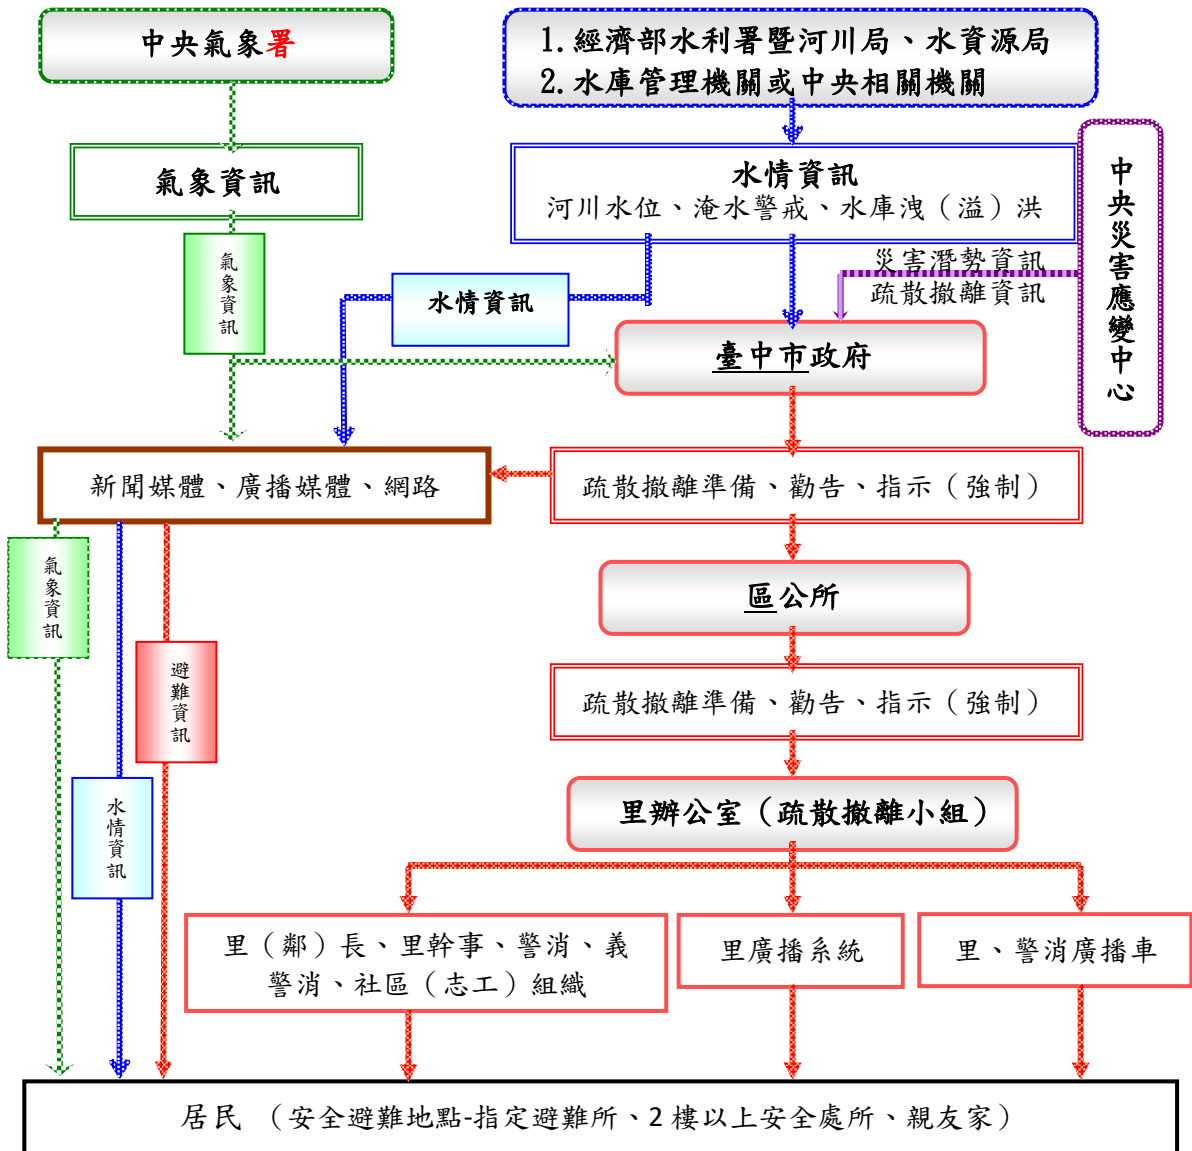 中央氣象署
1.經濟部水利署暨河川局、水資源局
2.水庫管理機關或中央相關機關
氣象資訊
水情資訊
河川水位、淹水警戒、水庫洩（溢）洪
中央災害應變中心
氣象資訊
水情資訊
災害潛勢資訊
疏散撤離資訊
臺中市政府
新聞媒體、廣播媒體、網路
疏散撤離準備、勸告、指示（強制）
氣象資訊
區公所
避難資訊
疏散撤離準備、勸告、指示（強制）
水情資訊
里辦公室（疏散撤離小組）
里（鄰）長、里幹事、警消、義
警消、社區（志工）組織
里廣播系統
里、警消廣播車
居民 （安全避難地點-指定避難所、2 樓以上安全處所、親友家）